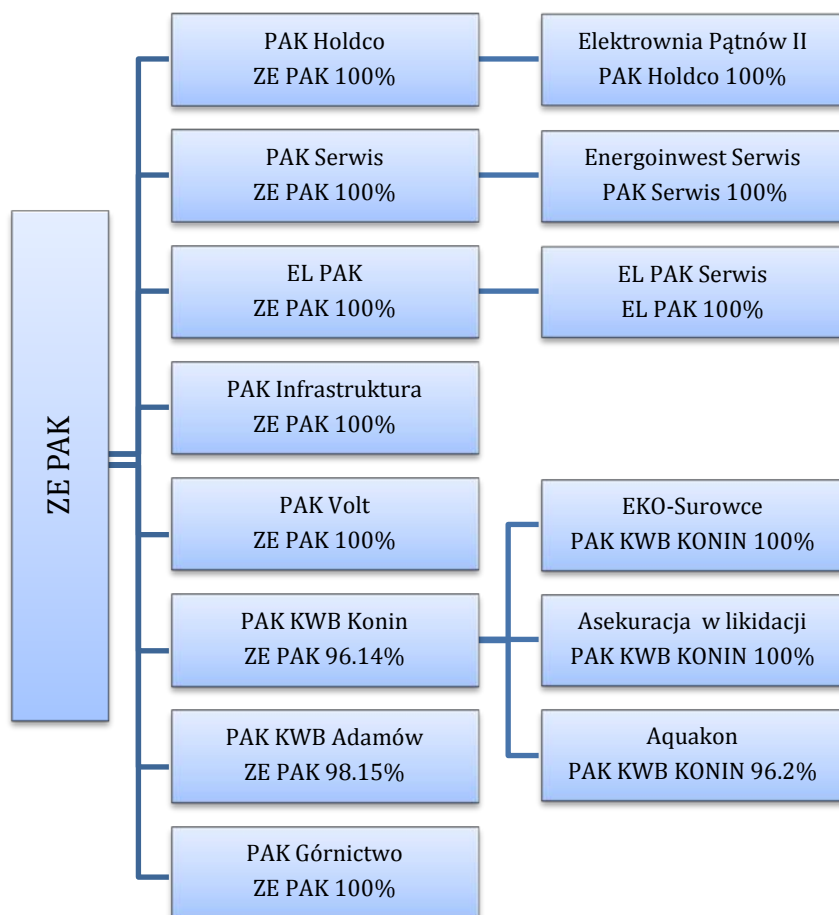 ZE PAK
PAK Holdco
ZE PAK 100%
Elektrownia Pątnów II
PAK Holdco 100%
PAK Serwis
ZE PAK 100%
Energoinwest Serwis
PAK Serwis 100%
EL PAK
ZE PAK 100%
EL PAK Serwis
EL PAK 100%
PAK Infrastruktura
ZE PAK 100%
PAK Volt
ZE PAK 100%
PAK KWB Konin
ZE PAK 96.14%
EKO-Surowce
PAK KWB KONIN 100%
Asekuracja w likidacji
PAK KWB KONIN 100%
Aquakon
PAK KWB KONIN 96.2%
PAK KWB Adamów
ZE PAK 98.15%
PAK Górnictwo
ZE PAK 100%